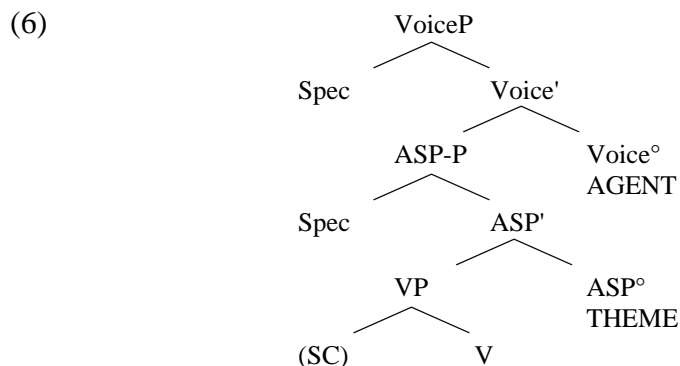 (6) VoiceP
Spec Voice'
ASP-P Voice°
AGENT
Spec ASP'
VP ASP°
THEME
(SC) V